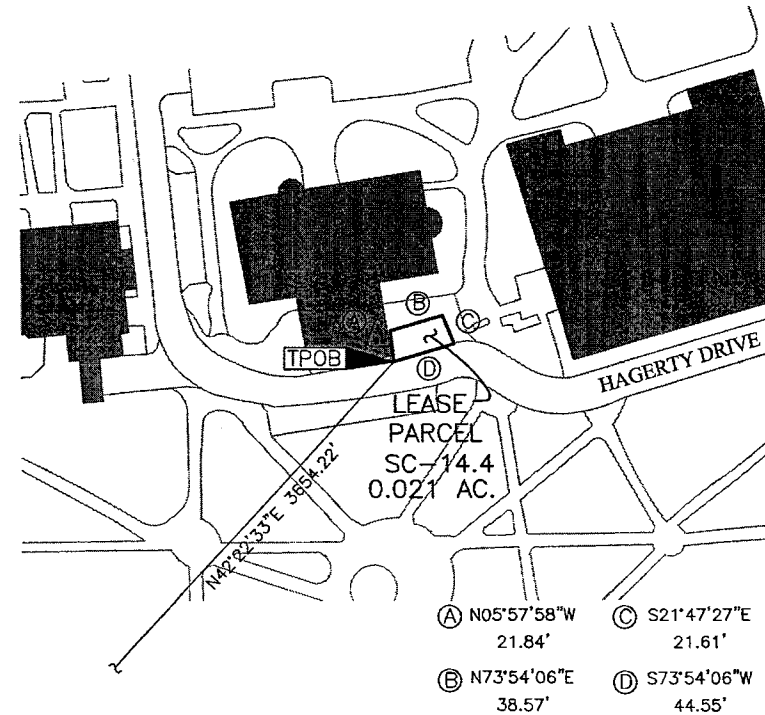 Ⓐ
Ⓑ
Ⓒ
TPOB
Ⓓ
HAGERTY DRIVE
LEASE
PARCEL
SC-14.4
0.021 AC.
N42°22'33"E 3654.22'
Ⓐ N05°57'58"W
21.84'
Ⓒ S21°47'27"E
21.61'
Ⓑ N73°54'06"E
38.57'
Ⓓ S73°54'06"W
44.55'